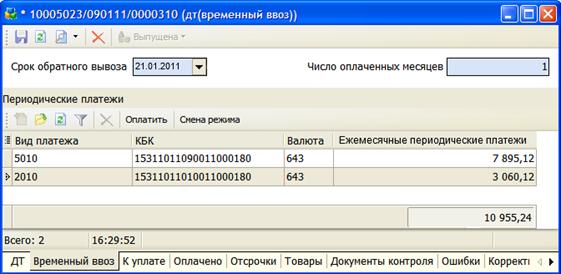 * 10005023/090111/0000310 (дт(временный ввоз))
Выпущена
Срок обратного вывоза 21.01.2011 Число оплаченных месяцев 1
Периодические платежи
Оплатить Смена режима
Вид платежа КБК Валюта Ежемесячные периодические платежи
5010 15311011090011000180 643 7 895,12
2010 15311011010011000180 643 3 060,12
10 955,24
Всего: 2 16:29:52
ДТ Временный ввоз К уплате Оплачено Отсрочки Товары Документы контроля Ошибки Корректи